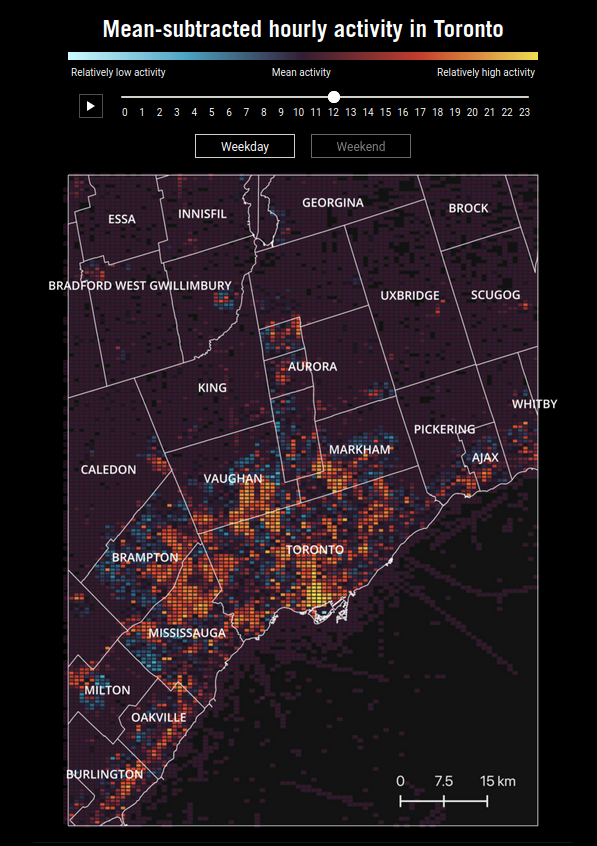 Mean-subtracted hourly activity in Toronto
Relatively low activity Mean activity Relatively high activity
0 1 2 3 4 5 6 7 8 9 10 11 12 13 14 15 16 17 18 19 20 21 22 23
Weekday Weekend
GEORGINA
BROCK
INNISFIL
ESSA
BRADFORD WEST GWILLIMBURY
UXBRIDGE SCUGOG
AURORA
KING
WHITBY
PICKERING
MARKHAM
AJAX
CALEDON
VAUGHAN
TORONTO
BRAMPTON
MISSISSAUGA
MILTON
OAKVILLE
BURLINGTON
0 7.5 15 km